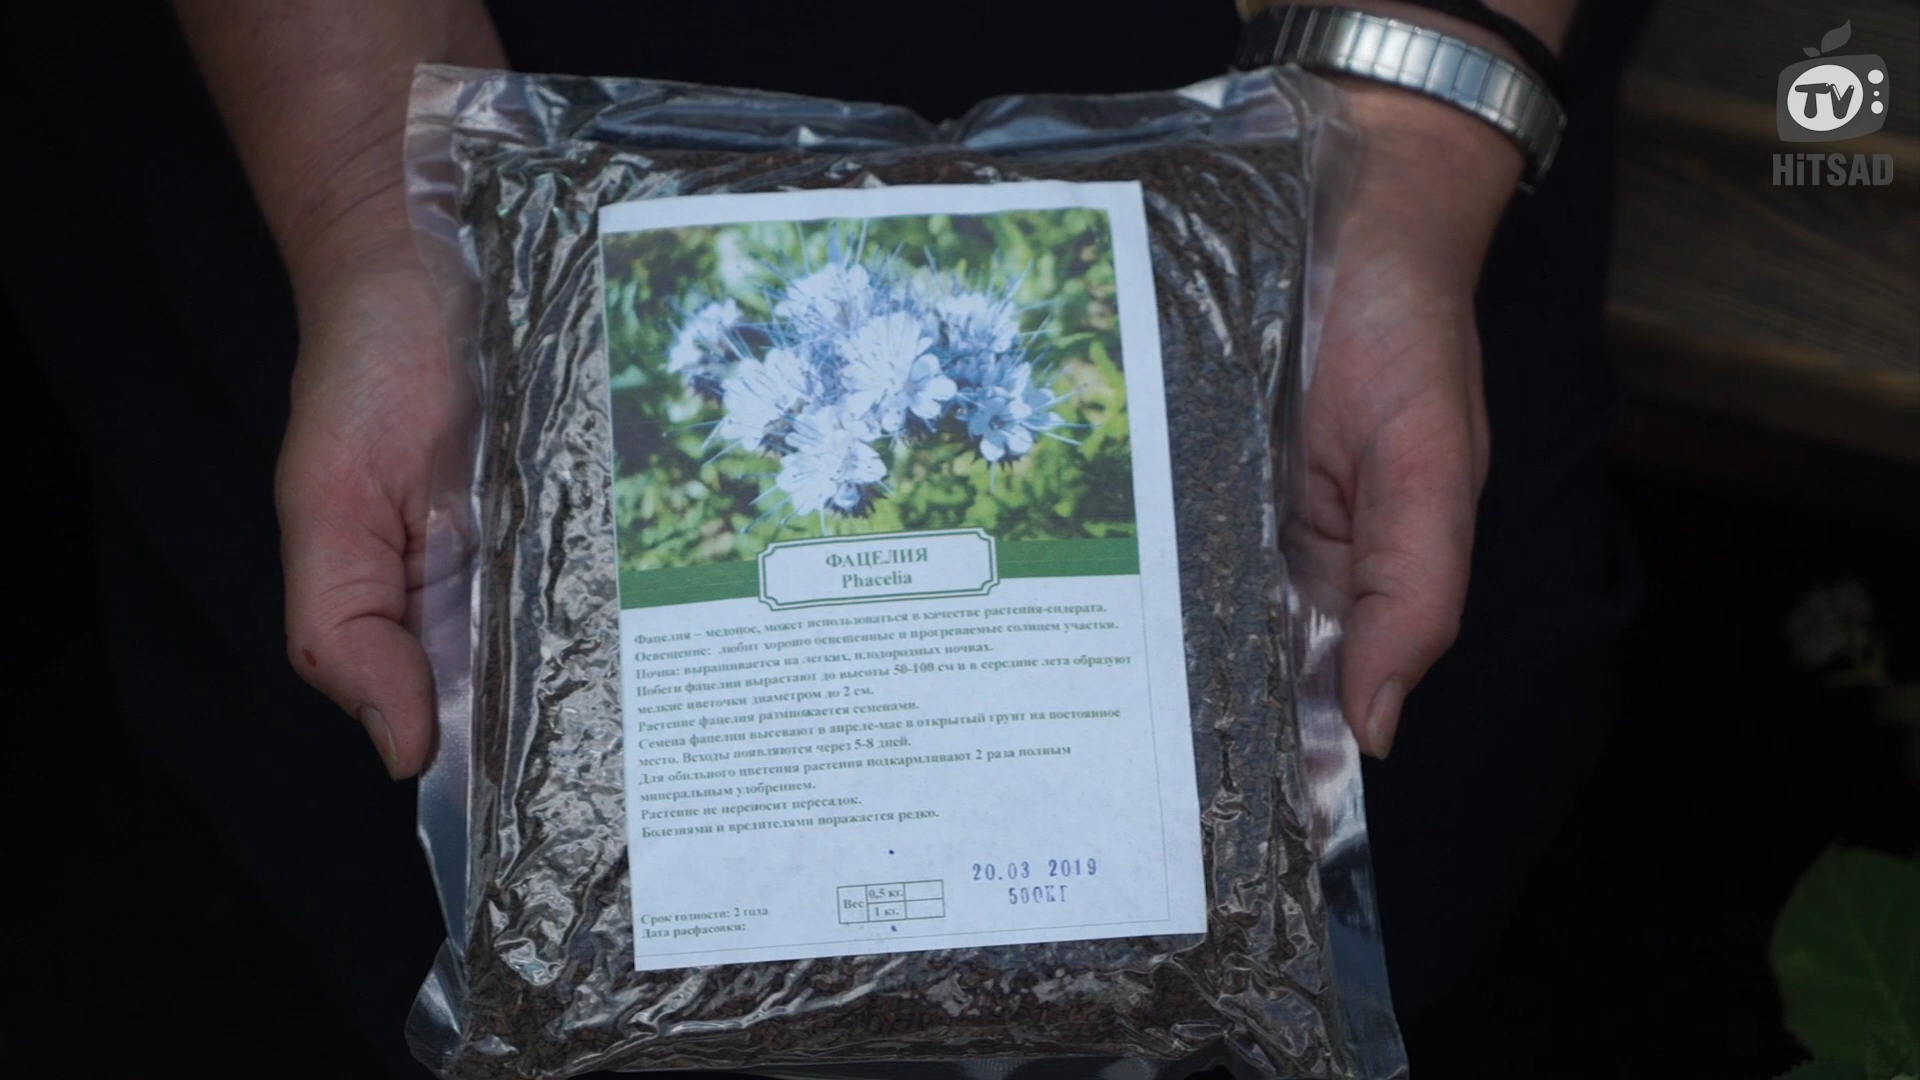 TV
HiTSAD
ФАЦЕЛИЯ
Phacelia
Фацелия – медонос, может использоваться в качестве растения-сидерата.
Освещение: любит хорошо освещенные и прогреваемые солнцем участки.
Почва: выращивается на легких, плодородных почвах.
Побеги фацелии вырастают до высоты 50-100 см и в середине лета образуют
мелкие цветочки диаметром до 2 см.
Растение фацелия размножается семенами.
Семена фацелии высевают в апреле-мае в открытый грунт на постоянное
место. Всходы появляются через 5-8 дней.
Для обильного цветения растения подкармливают 2 раза полным
минеральным удобрением.
Растение не переносит пересадок.
Болезнями и вредителями поражается редко.
20.03 2019
500КГ
Вес 0,5 кг.
1 кг.
Срок годности: 2 года
Дата расфасовки: